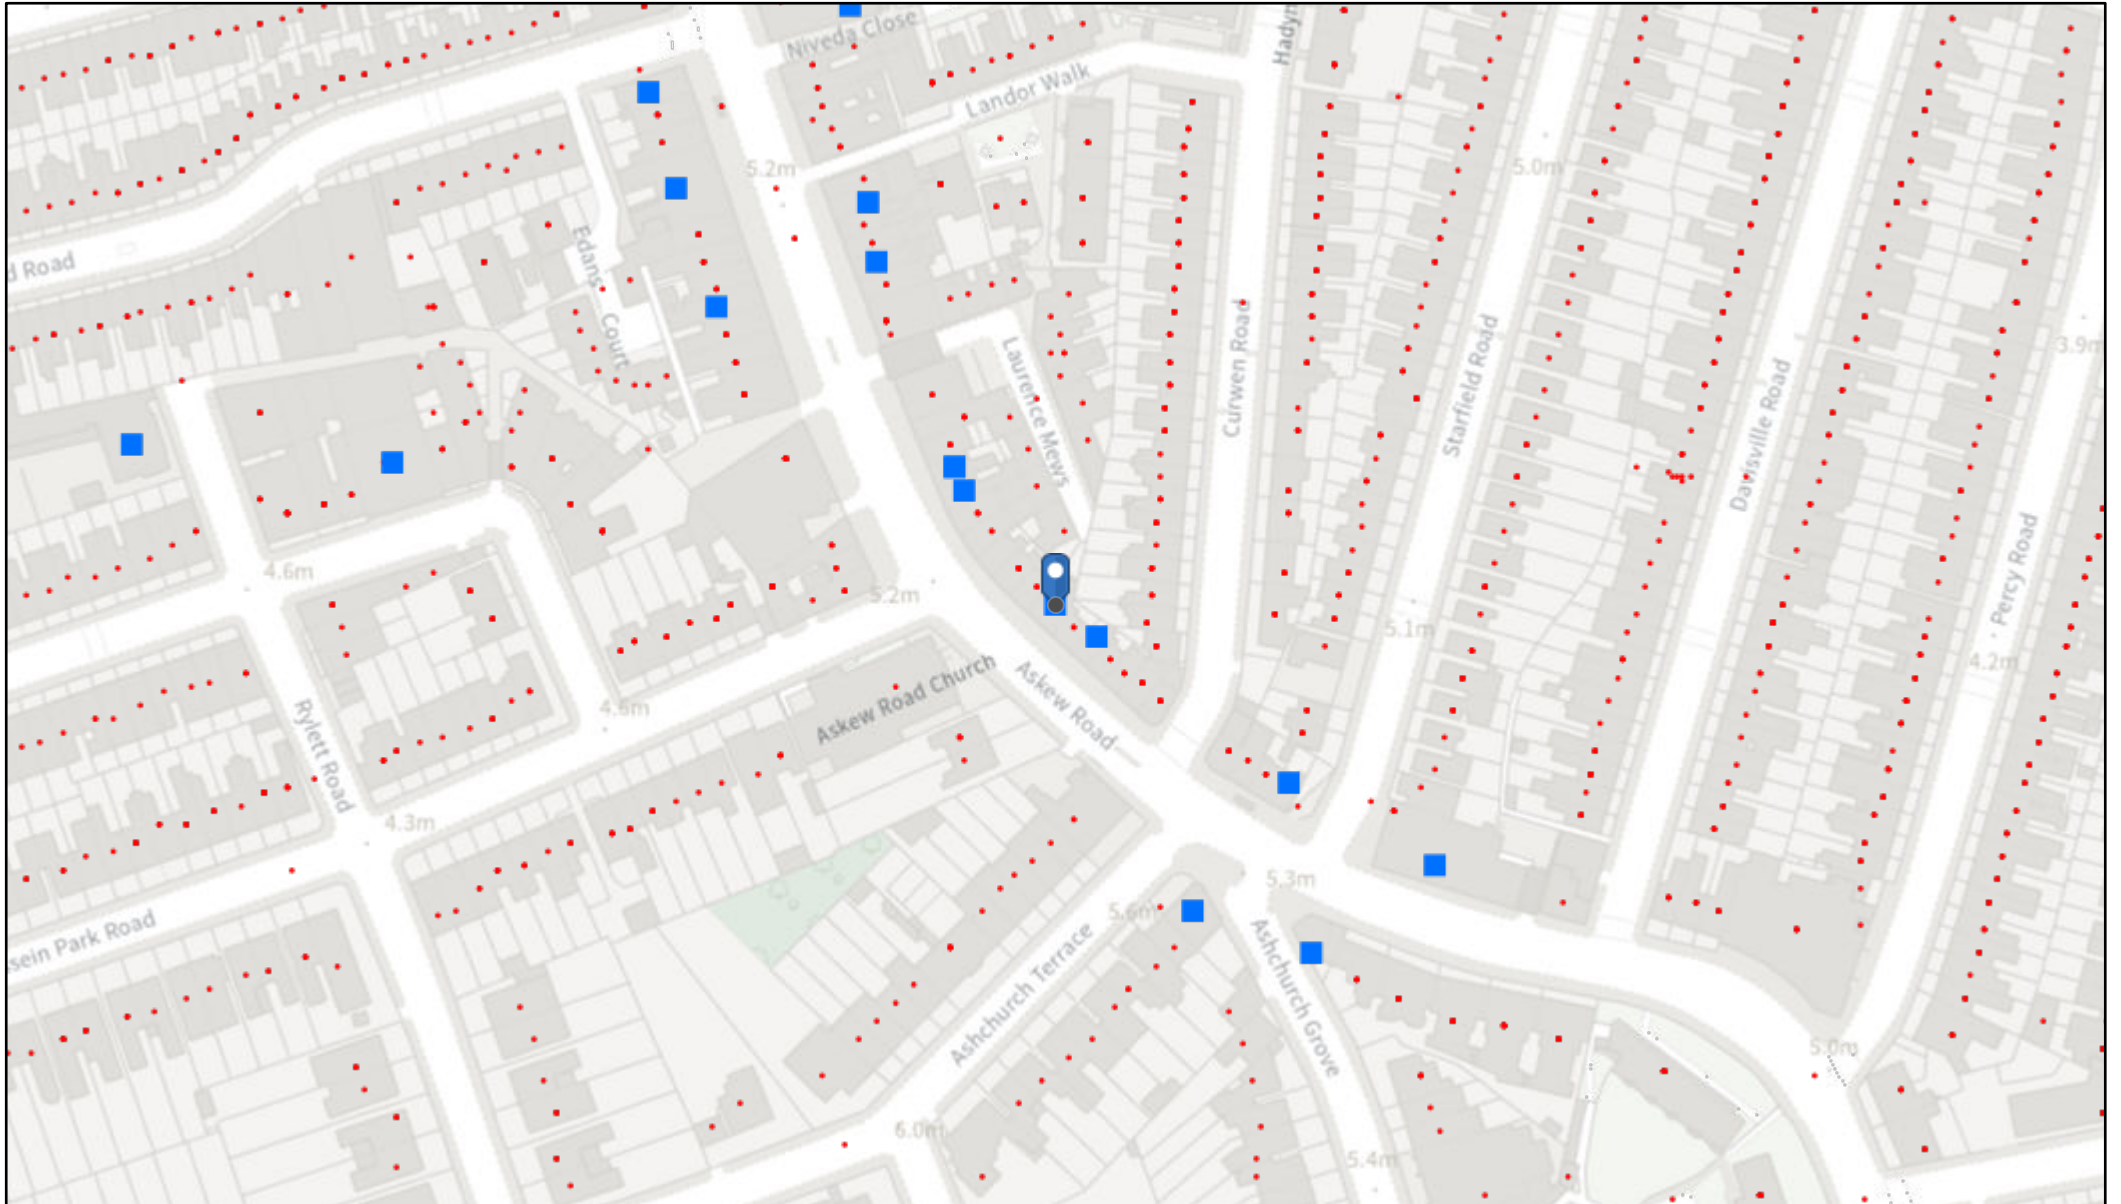 Niveda Close
Landor Walk
Hadyn
5.2m
5.0m
Edans Court
d Road
Laurence Mews
Curwen Road
Starfield Road
Davisville Road
3.9m
Percy Road
4.6m
5.2m
5.1m
4.2m
Askew Road Church
Askew Road
4.6m
Rylett Road
4.3m
5.3m
5.6m
ssein Park Road
Ashchurch Terrace
Ashchurch Grove
5.0m
6.0m
5.4m